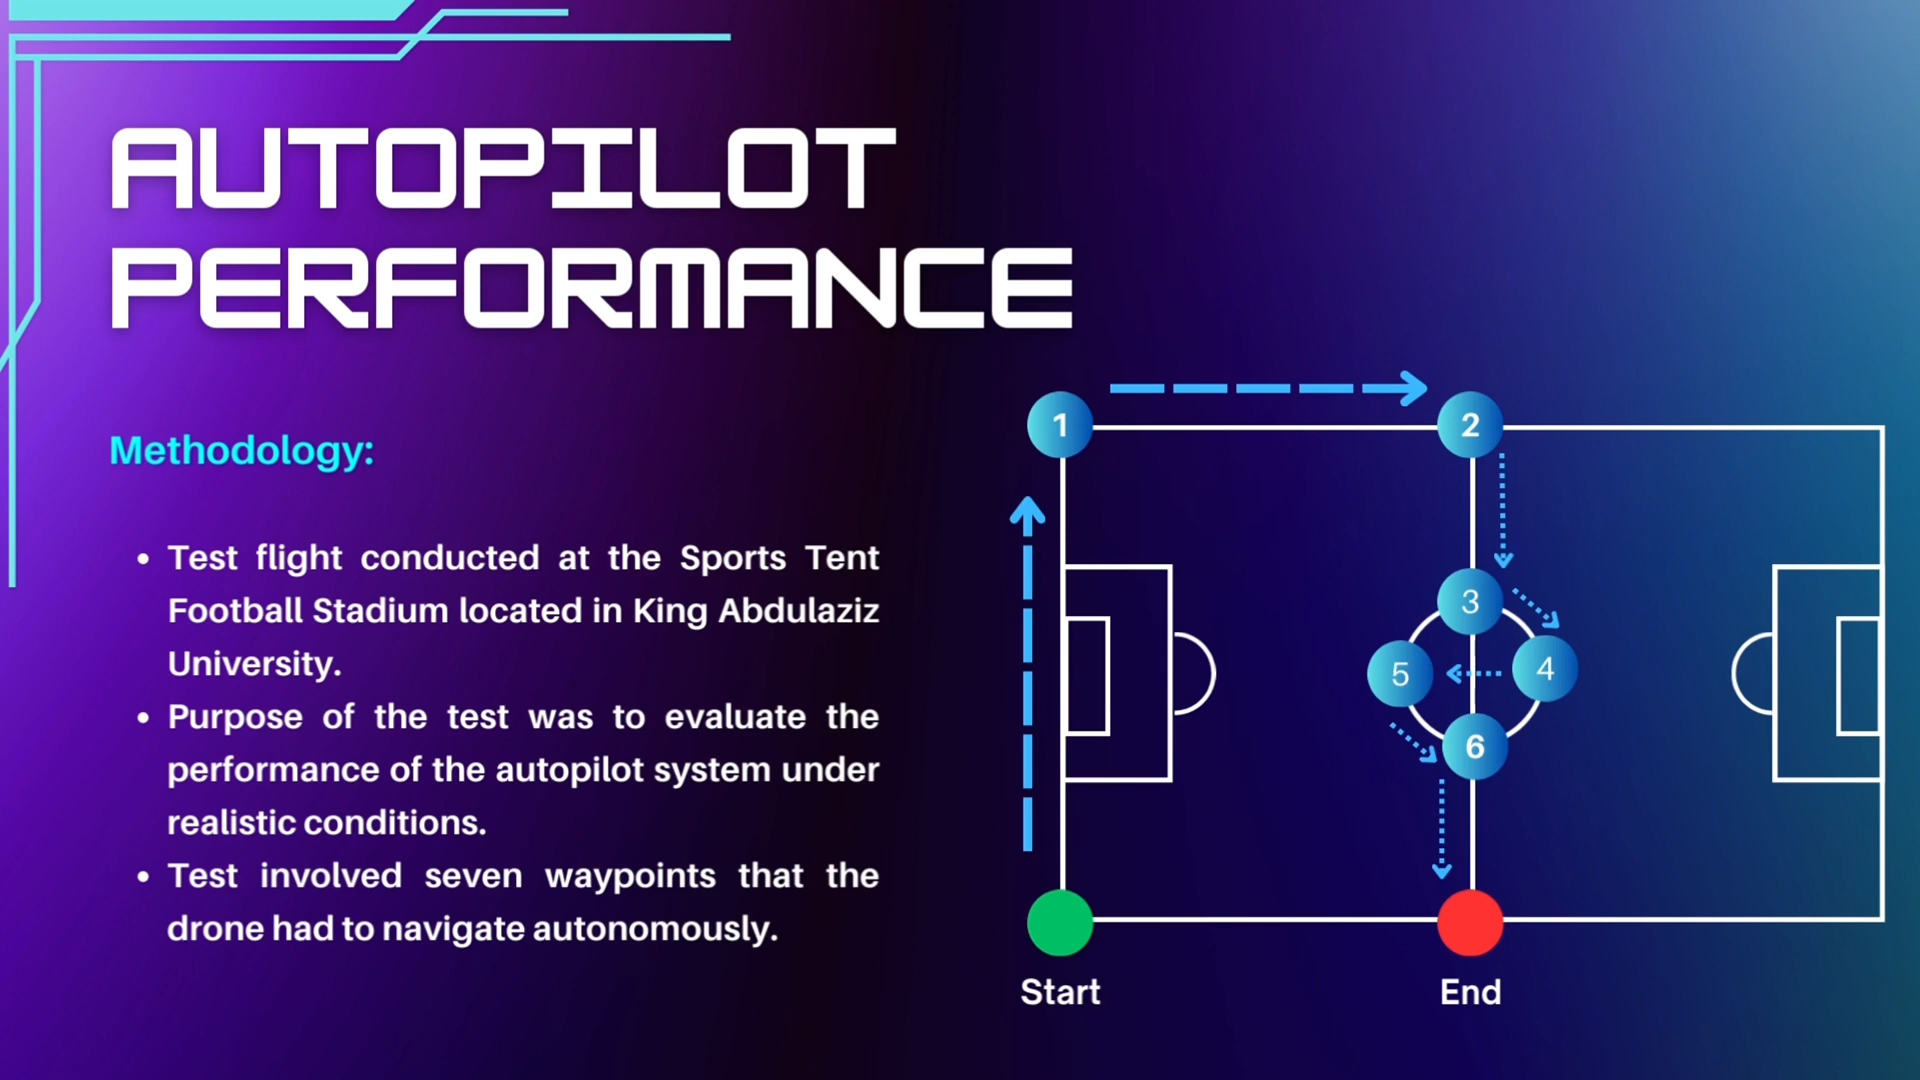 AUTOPILOT
PERFORMANCE
Methodology:
• Test flight conducted at the Sports Tent
Football Stadium located in King Abdulaziz
University.
• Purpose of the test was to evaluate the
performance of the autopilot system under
realistic conditions.
• Test involved seven waypoints that the
drone had to navigate autonomously.
1
2
3
4
5
6
Start
End